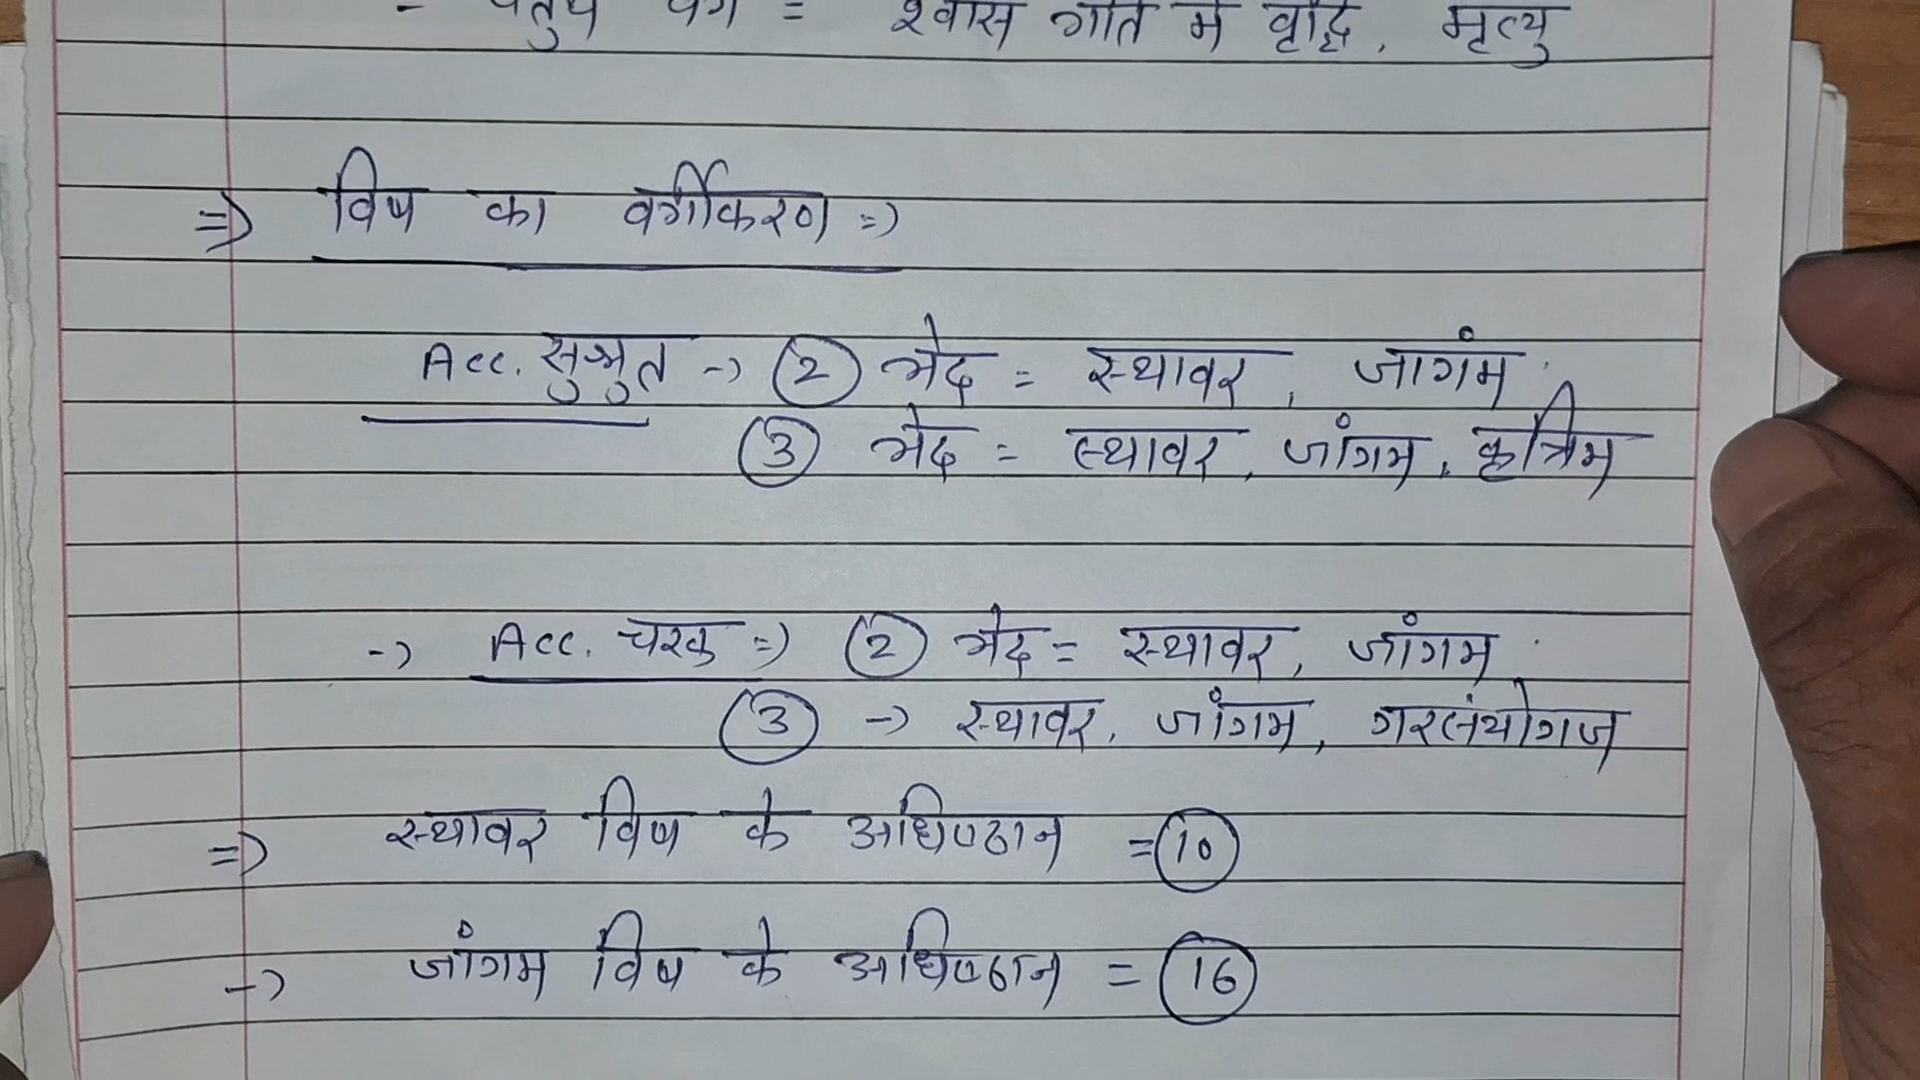 - चतुर्थ वेग = श्वास गति में वृद्धि, मृत्यु
=> विष का वर्गीकरण =>
Acc. सुश्रुत -> 2 भेद = स्थावर, जागंम
3 भेद = स्थावर, जांगम, कृत्रिम
-> Acc. चरक => 2 भेद = स्थावर, जांगम
3 -> स्थावर, जांगम, गरसंयोगज
=> स्थावर विष के अधिष्ठान = 10
-> जांगम विष के अधिष्ठान = 16